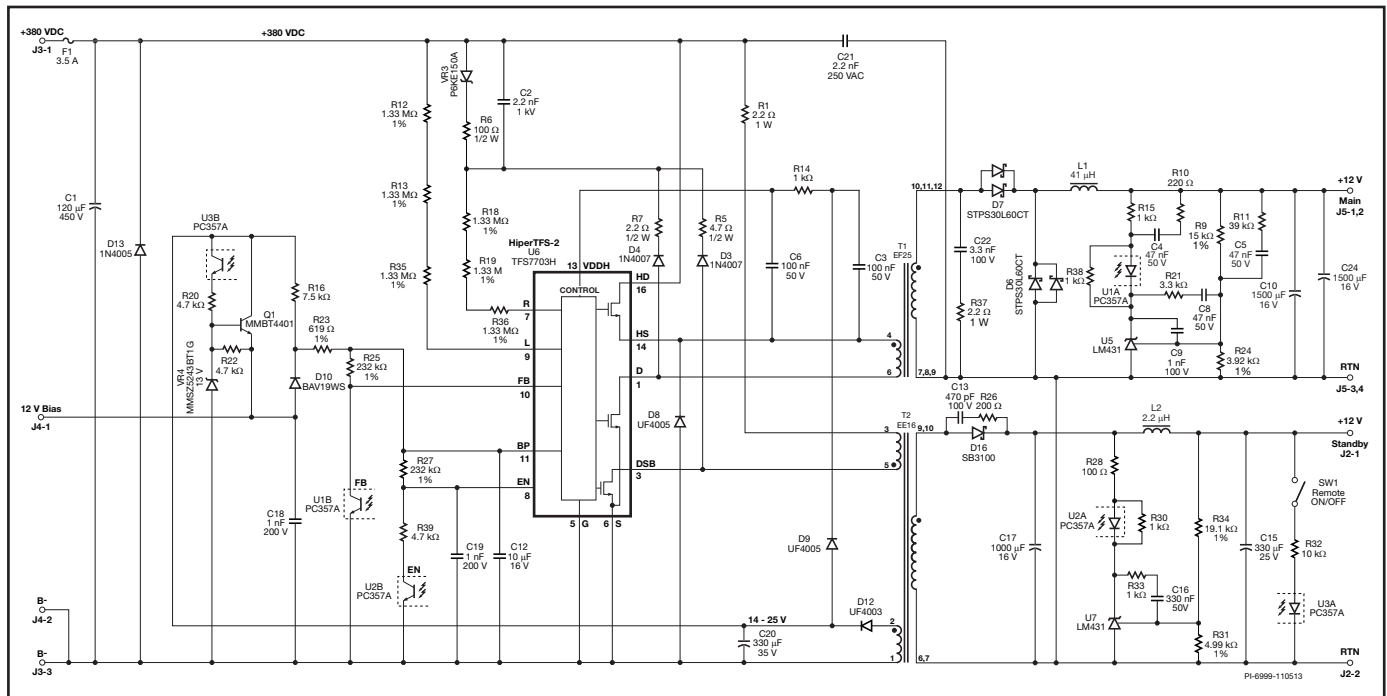 +380 VDC
J3-1
F1
3.5 A
+380 VDC
C21
2.2 nF
250 VAC
VR3
P6KE150A
C2
2.2 nF
1 kV
R12
1.33 MΩ
1%
R6
100 Ω
1/2 W
R1
2.2 Ω
1 W
C1
120 µF
450 V
D13
1N4005
U3B
PC357A
R13
1.33 MΩ
1%
R18
1.33 MΩ
1%
R7
2.2 Ω
1/2 W
D4
1N4007
R5
4.7 Ω
1/2 W
D3
1N4007
R14
1 kΩ
C6
100 nF
50 V
C3
100 nF
50 V
R20
4.7 kΩ
Q1
MMBT4401
R16
7.5 kΩ
R35
1.33 MΩ
1%
R19
1.33 M
1%
R36
1.33 MΩ
1%
HiperTFS-2
U6
TFS7703H
13 VDDH
CONTROL
HD
16
R
7
HS
14
L
9
D
1
FB
10
BP
11
DSB
3
EN
8
5 G
6 S
R22
4.7 kΩ
VR4
MMSZ5243BT1G
13 V
R23
619 Ω
1%
D10
BAV19WS
R25
232 kΩ
1%
12 V Bias
J4-1
D8
UF4005
R27
232 kΩ
1%
FB
U1B
PC357A
C18
1 nF
200 V
R39
4.7 kΩ
EN
U2B
PC357A
C19
1 nF
200 V
C12
10 µF
16 V
D9
UF4005
D12
UF4003
14 - 25 V
C20
330 µF
35 V
B-
J4-2
B-
J3-3
T1
EF25
4
6
10,11,12
7,8,9
T2
EE16
3
5
2
1
9,10
6,7
D7
STPS30L60CT
C22
3.3 nF
100 V
R37
2.2 Ω
1 W
D6
STPS30L60CT
L1
41 µH
R10
220 Ω
R15
1 kΩ
C4
47 nF
50 V
R9
15 kΩ
1%
R11
39 kΩ
C5
47 nF
50 V
R38
1 kΩ
U1A
PC357A
R21
3.3 kΩ
C8
47 nF
50 V
C10
1500 µF
16 V
C24
1500 µF
16 V
U5
LM431
C9
1 nF
100 V
R24
3.92 kΩ
1%
+12 V
Main
J5-1,2
RTN
J5-3,4
C13
470 pF
100 V
R26
200 Ω
D16
SB3100
L2
2.2 µH
+12 V
Standby
J2-1
R28
100 Ω
SW1
Remote
ON/OFF
U2A
PC357A
R30
1 kΩ
R34
19.1 kΩ
1%
C17
1000 µF
16 V
C15
330 µF
25 V
R32
10 kΩ
R33
1 kΩ
C16
330 nF
50V
U3A
PC357A
U7
LM431
R31
4.99 kΩ
1%
RTN
J2-2
PI-6999-110513